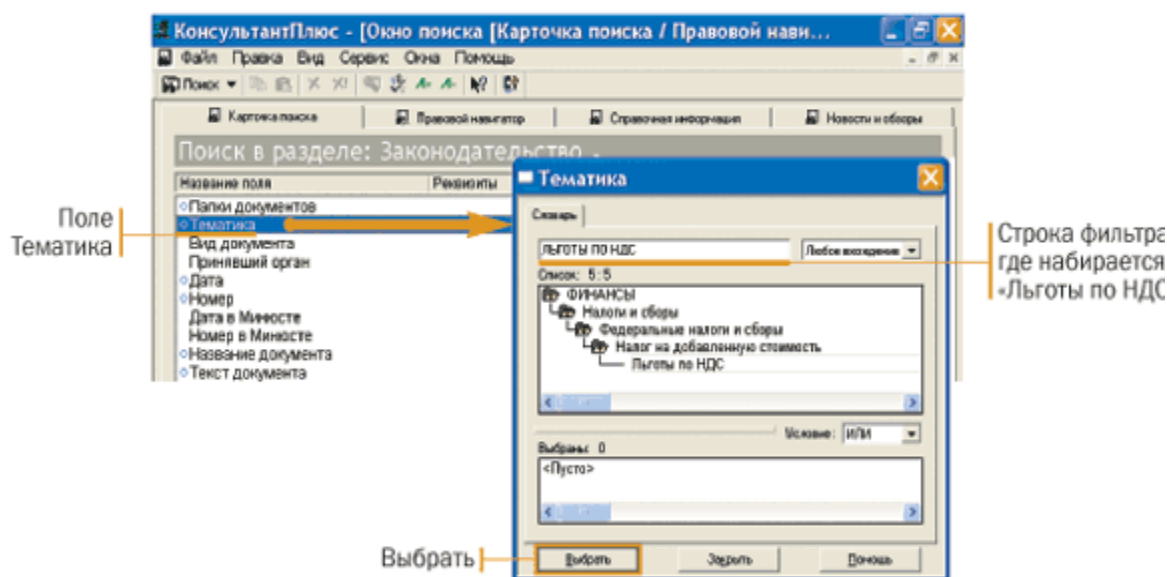 КонсультантПлюс - [Окно поиска [Карточка поиска / Правовой нави...
Файл Правка Вид Сервис Окна Помощь
Поиск
Карточка поиска Правовой навигатор Справочная информация Новости и обзоры
Поиск в разделе: Законодательство
Название поля Реквизиты
Папки документов
Тематика
Вид документа
Принявший орган
Дата
Номер
Дата в Минюсте
Номер в Минюсте
Название документа
Текст документа
Поле
Тематика
Тематика
Словарь
ЛЬГОТЫ ПО НДС Любое вхождение
Список: 5:5
ФИНАНСЫ
Налоги и сборы
Федеральные налоги и сборы
Налог на добавленную стоимость
Льготы по НДС
Условие: ИЛИ
Выбраны: 0
<Пусто>
Выбрать Закрыть Помощь
Строка фильтра
где набирается
«Льготы по НДС
Выбрать